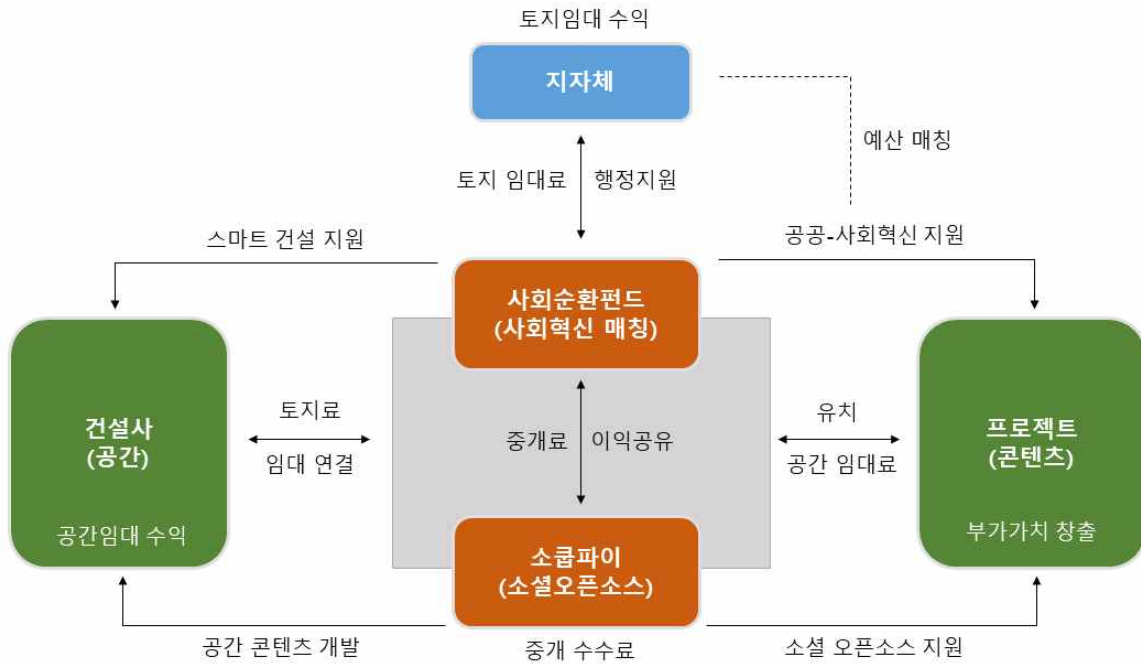 토지임대 수익
지자체
예산 매칭
토지 임대료
행정지원
스마트 건설 지원
공공-사회혁신 지원
사회순환펀드
(사회혁신 매칭)
건설사
(공간)
공간임대 수익
토지료
임대 연결
중개료
이익공유
유치
공간 임대료
프로젝트
(콘텐츠)
부가가치 창출
소쿱파이
(소셜오픈소스)
공간 콘텐츠 개발
중개 수수료
소셜 오픈소스 지원